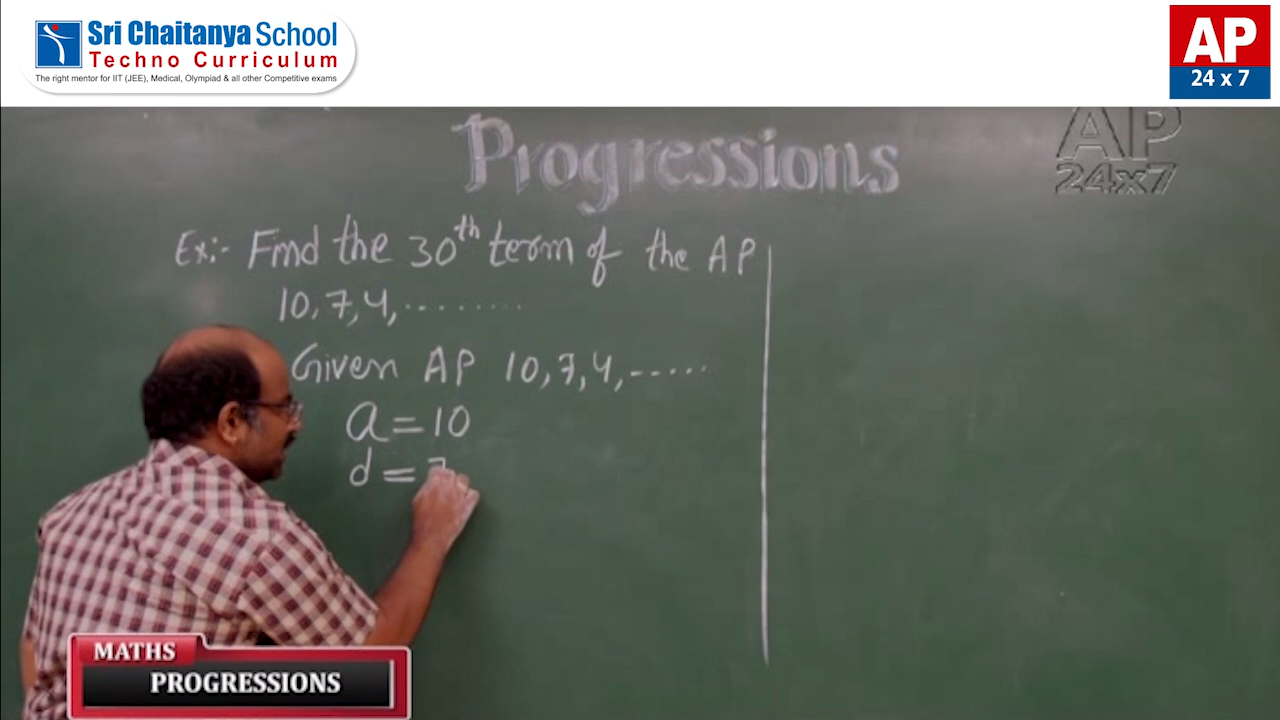 Sri Chaitanya School
Techno Curriculum
The right mentor for IIT (JEE), Medical, Olympiad & all other Competitive exams
AP
24 x 7
Progressions
AP
24x7
Ex:- Find the 30th term of the AP
10, 7, 4, ........
Given AP 10, 7, 4, .....
a = 10
d = 7
MATHS
PROGRESSIONS